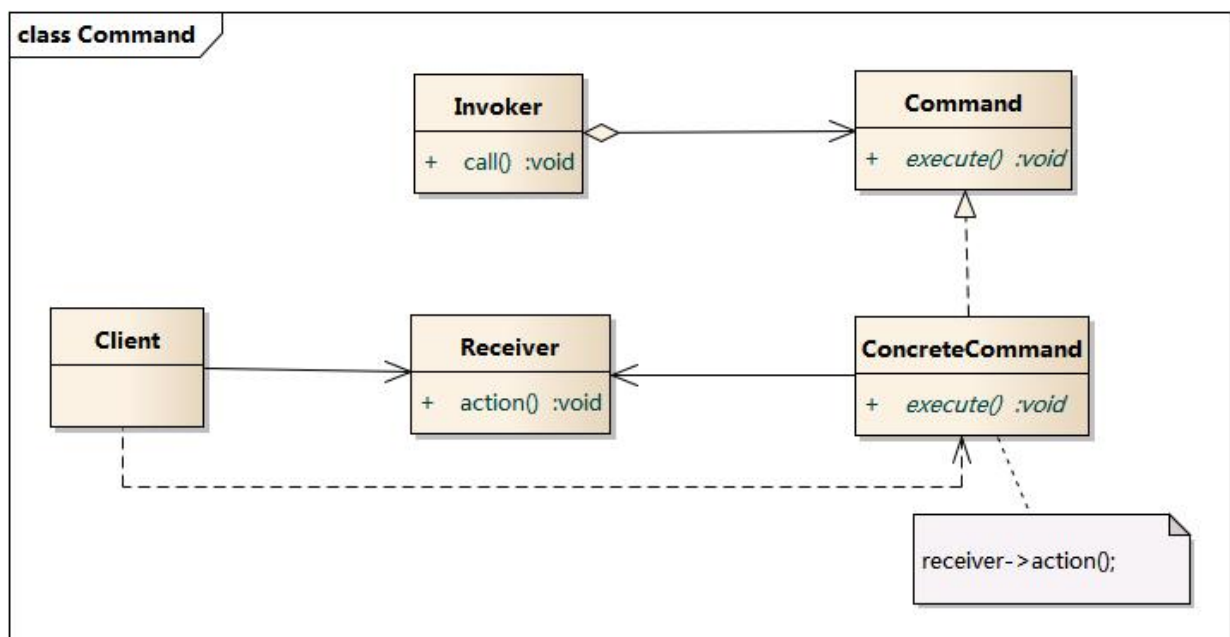 class Command
Invoker
+ call() :void
Command
+ execute() :void
Client
Receiver
+ action() :void
ConcreteCommand
+ execute() :void
receiver->action();